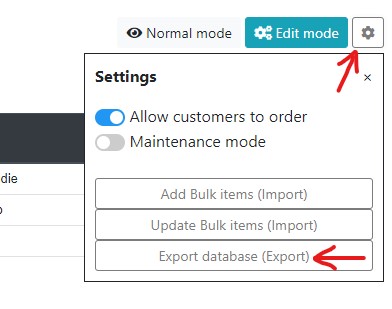 Normal mode
Edit mode
Settings
×
Allow customers to order
Maintenance mode
die
Add Bulk items (Import)
Update Bulk items (Import)
Export database (Export)